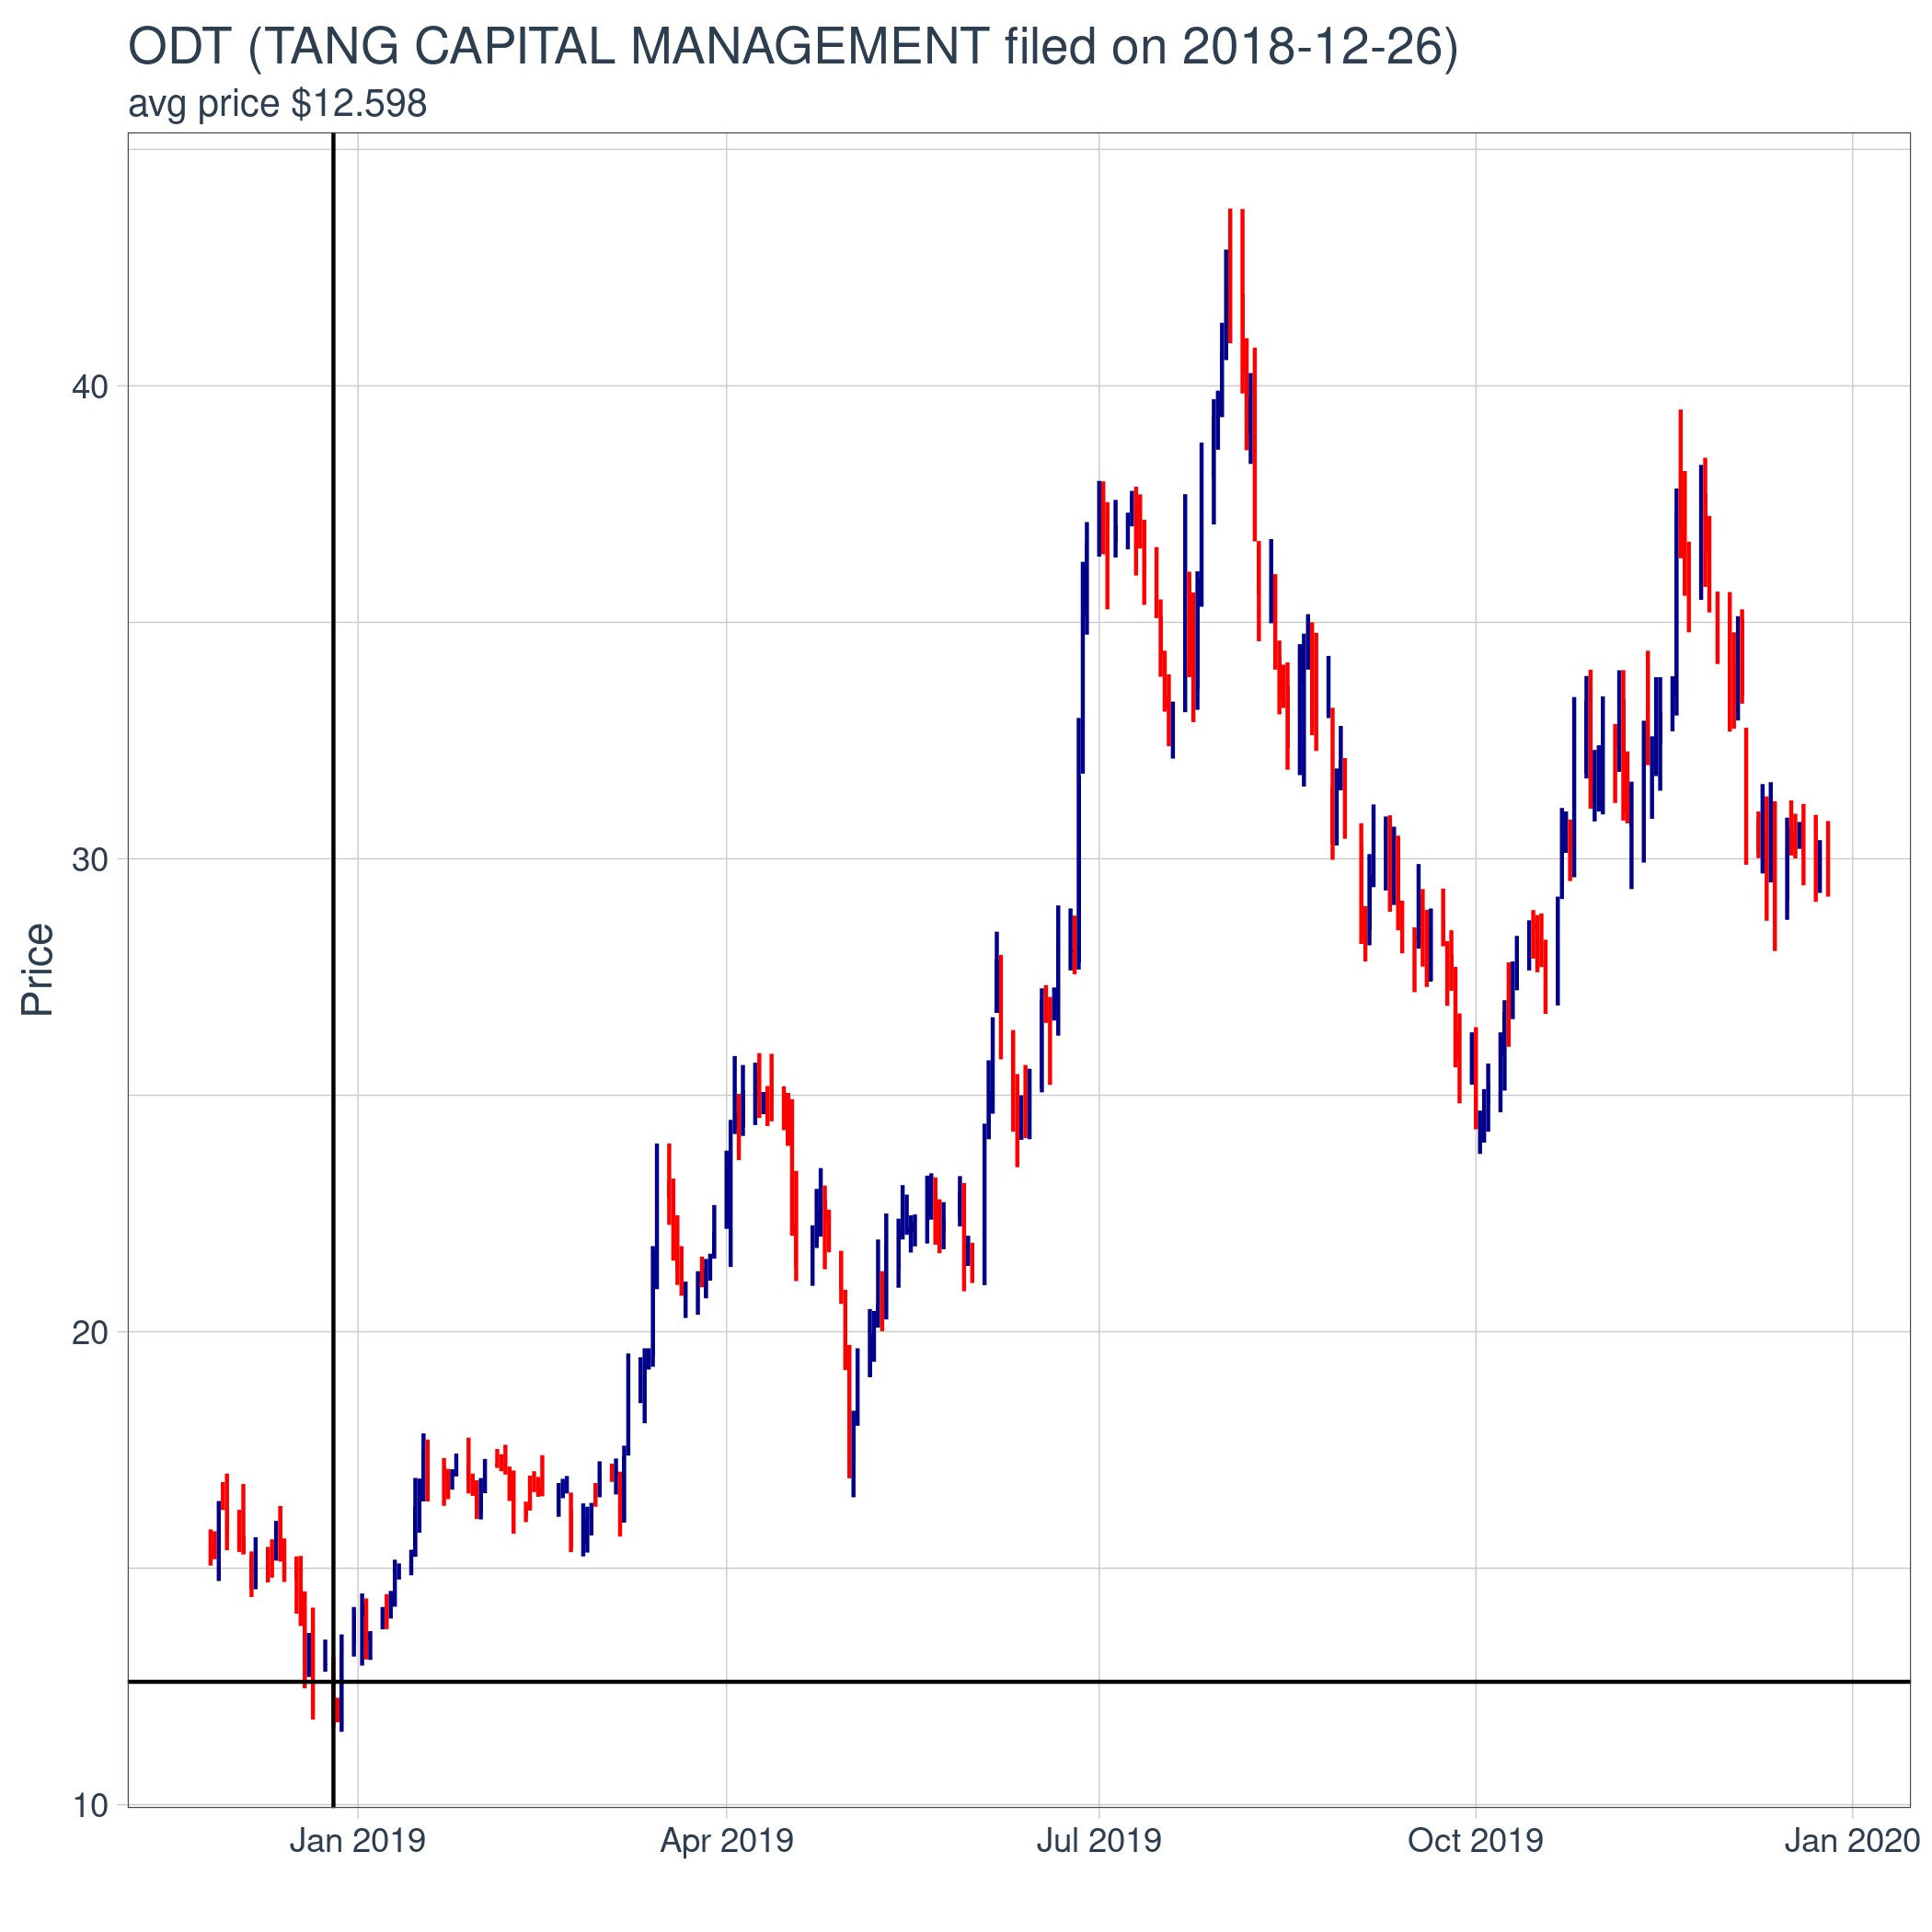 ODT (TANG CAPITAL MANAGEMENT filed on 2018-12-26)
avg price $12.598
Price
40
30
20
10
Jan 2019
Apr 2019
Jul 2019
Oct 2019
Jan 2020